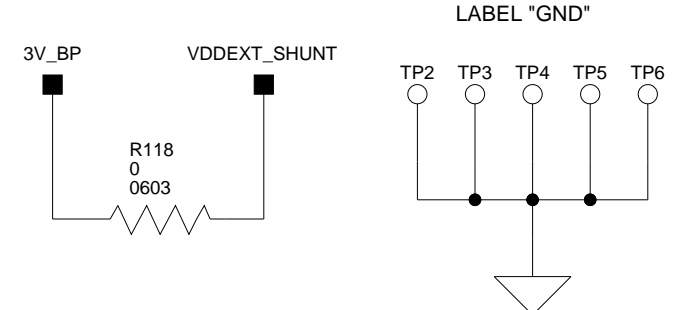 LABEL "GND"
3V_BP VDDEXT_SHUNT
TP2 TP3 TP4 TP5 TP6
R118
0
0603